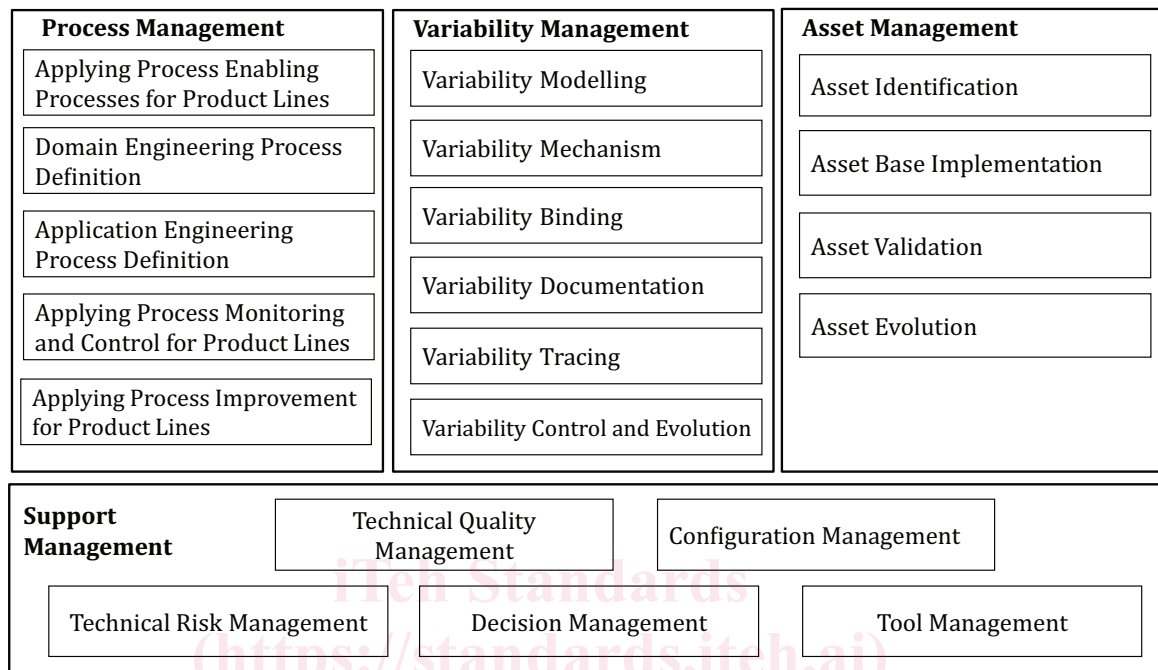 Process Management
Applying Process Enabling
Processes for Product Lines
Domain Engineering Process
Definition
Application Engineering
Process Definition
Applying Process Monitoring
and Control for Product Lines
Applying Process Improvement
for Product Lines
Variability Management
Variability Modelling
Variability Mechanism
Variability Binding
Variability Documentation
Variability Tracing
Variability Control and Evolution
Asset Management
Asset Identification
Asset Base Implementation
Asset Validation
Asset Evolution
Support
Management
Technical Quality
Management
Configuration Management
iTeh Standards
Technical Risk Management
Decision Management
Tool Management
(https://standards.iteh.ai)